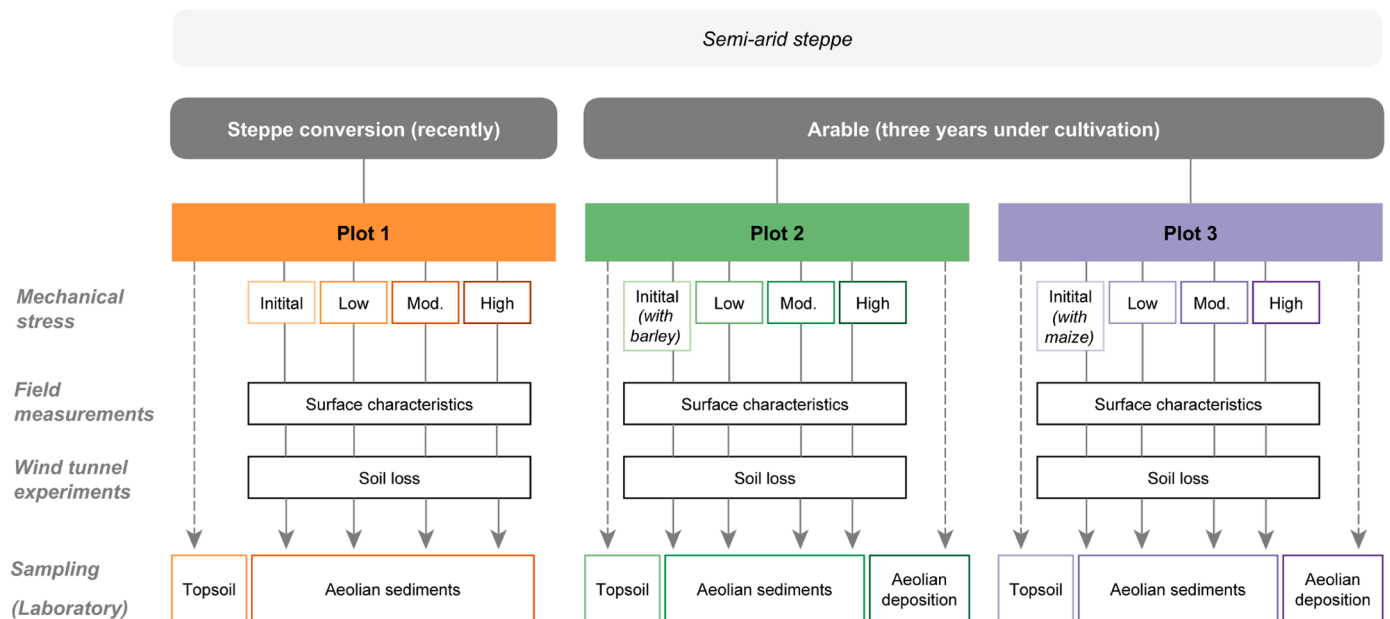 Semi-arid steppe
Steppe conversion (recently)
Arable (three years under cultivation)
Plot 1
Plot 2
Plot 3
Mechanical
stress
Initital
Low
Mod.
High
Initital
(with
barley)
Low
Mod.
High
Initital
(with
maize)
Low
Mod.
High
Field
measurements
Surface characteristics
Surface characteristics
Surface characteristics
Wind tunnel
experiments
Soil loss
Soil loss
Soil loss
Sampling
(Laboratory)
Topsoil
Aeolian sediments
Topsoil
Aeolian sediments
Aeolian
deposition
Topsoil
Aeolian sediments
Aeolian
deposition